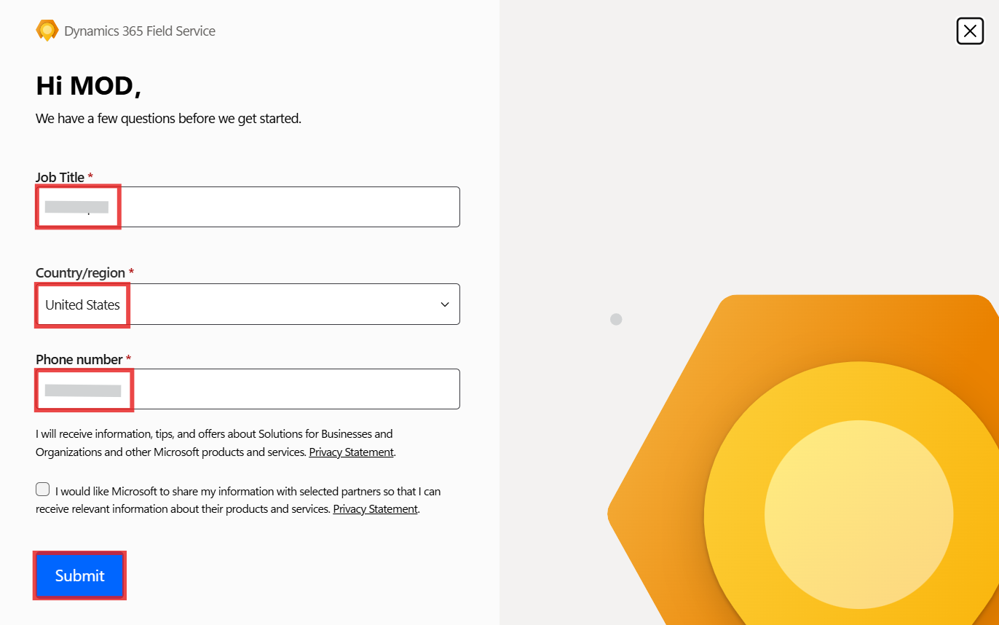 Dynamics 365 Field Service
Hi MOD,
We have a few questions before we get started.
Job Title *
Country/region *
United States
Phone number *
I will receive information, tips, and offers about Solutions for Businesses and
Organizations and other Microsoft products and services. Privacy Statement.
I would like Microsoft to share my information with selected partners so that I can
receive relevant information about their products and services. Privacy Statement.
Submit